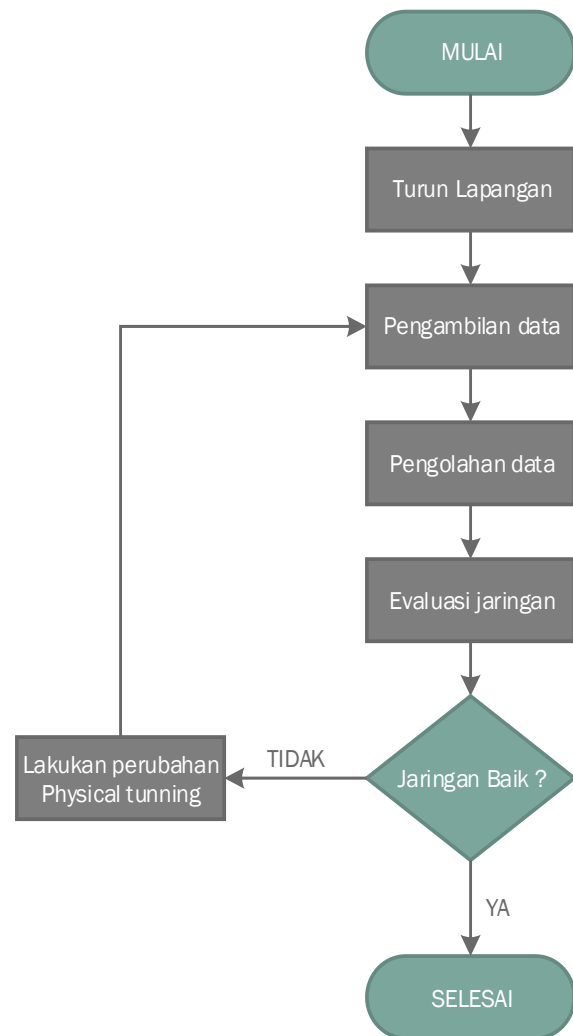 MULAI
Turun Lapangan
Pengambilan data
Pengolahan data
Evaluasi jaringan
Jaringan Baik ?
TIDAK
Lakukan perubahan
Physical tunning
YA
SELESAI